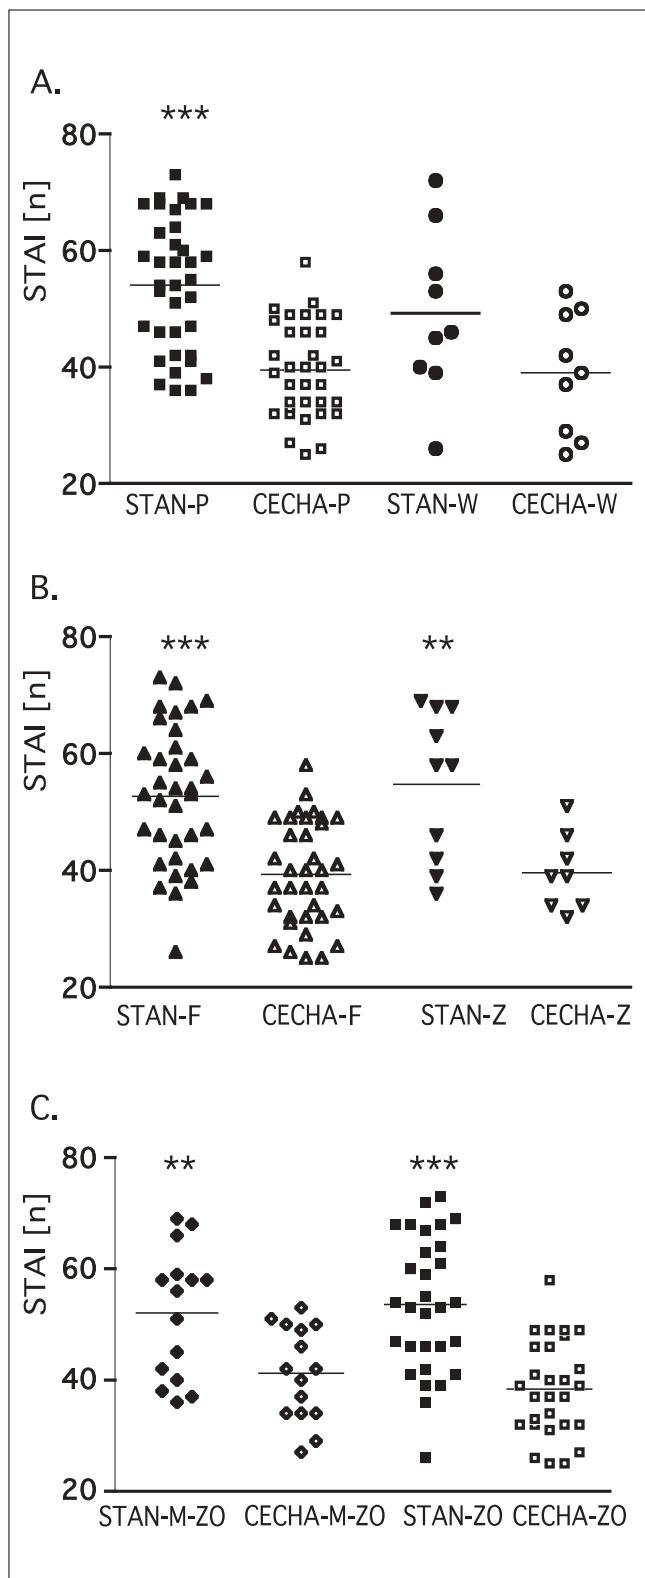 A.
***
80
60
40
20
STAI [n]
STAN-P CECHA-P STAN-W CECHA-W
B.
*** **
80
60
40
20
STAI [n]
STAN-F CECHA-F STAN-Z CECHA-Z
C.
** ***
80
60
40
20
STAI [n]
STAN-M-ZO CECHA-M-ZO STAN-ZO CECHA-ZO